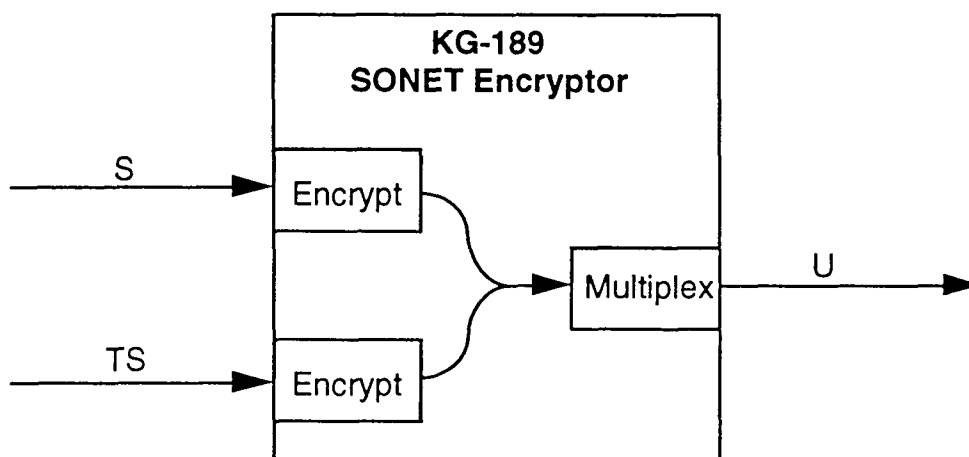 KG-189
SONET Encryptor
S
Encrypt
Multiplex
U
TS
Encrypt